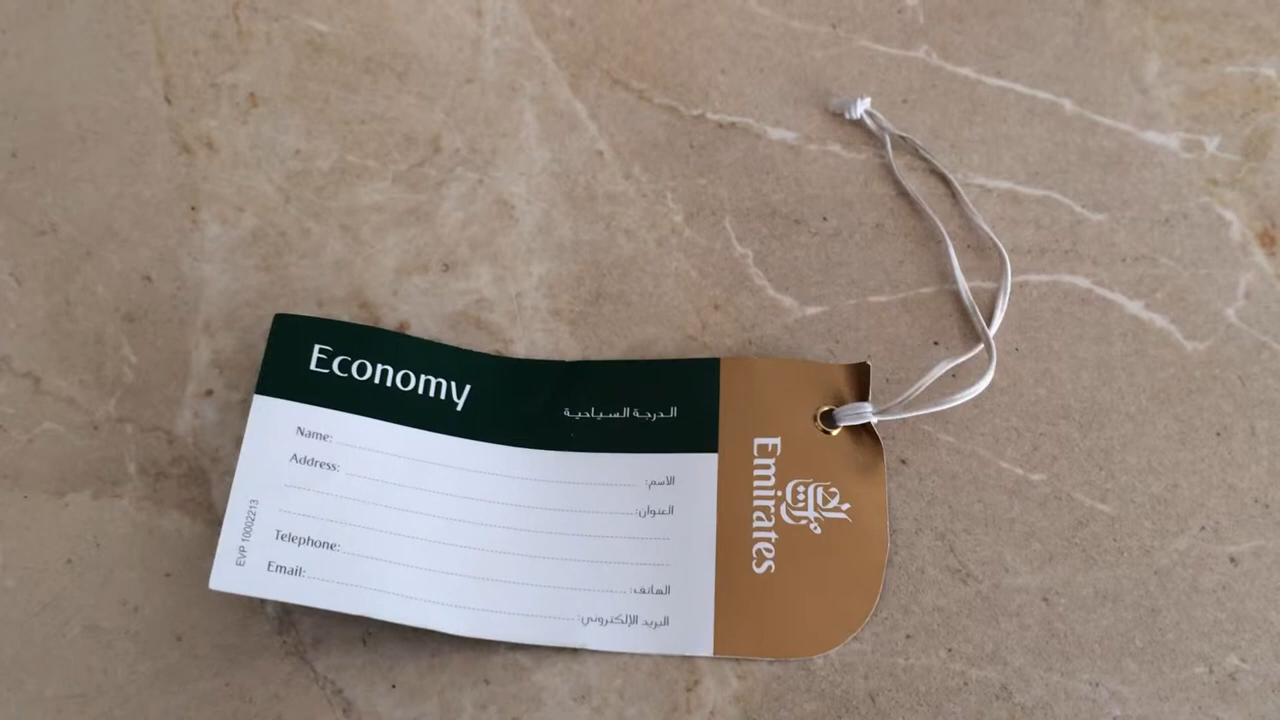 Economy
الدرجة السياحية
Name: الاسم:
Address: العنوان:
Telephone: الهاتف:
Email: البريد الإلكتروني:
EVP 10002213
Emirates